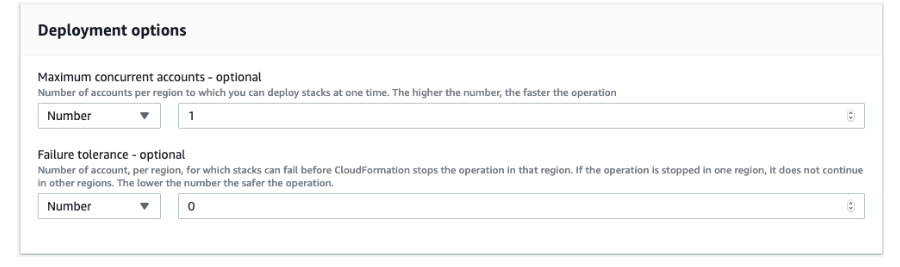 Deployment options
Maximum concurrent accounts - optional
Number of accounts per region to which you can deploy stacks at one time. The higher the number, the faster the operation
Number
1
Failure tolerance - optional
Number of account, per region, for which stacks can fail before CloudFormation stops the operation in that region. If the operation is stopped in one region, it does not continue
in other regions. The lower the number the safer the operation.
Number
0